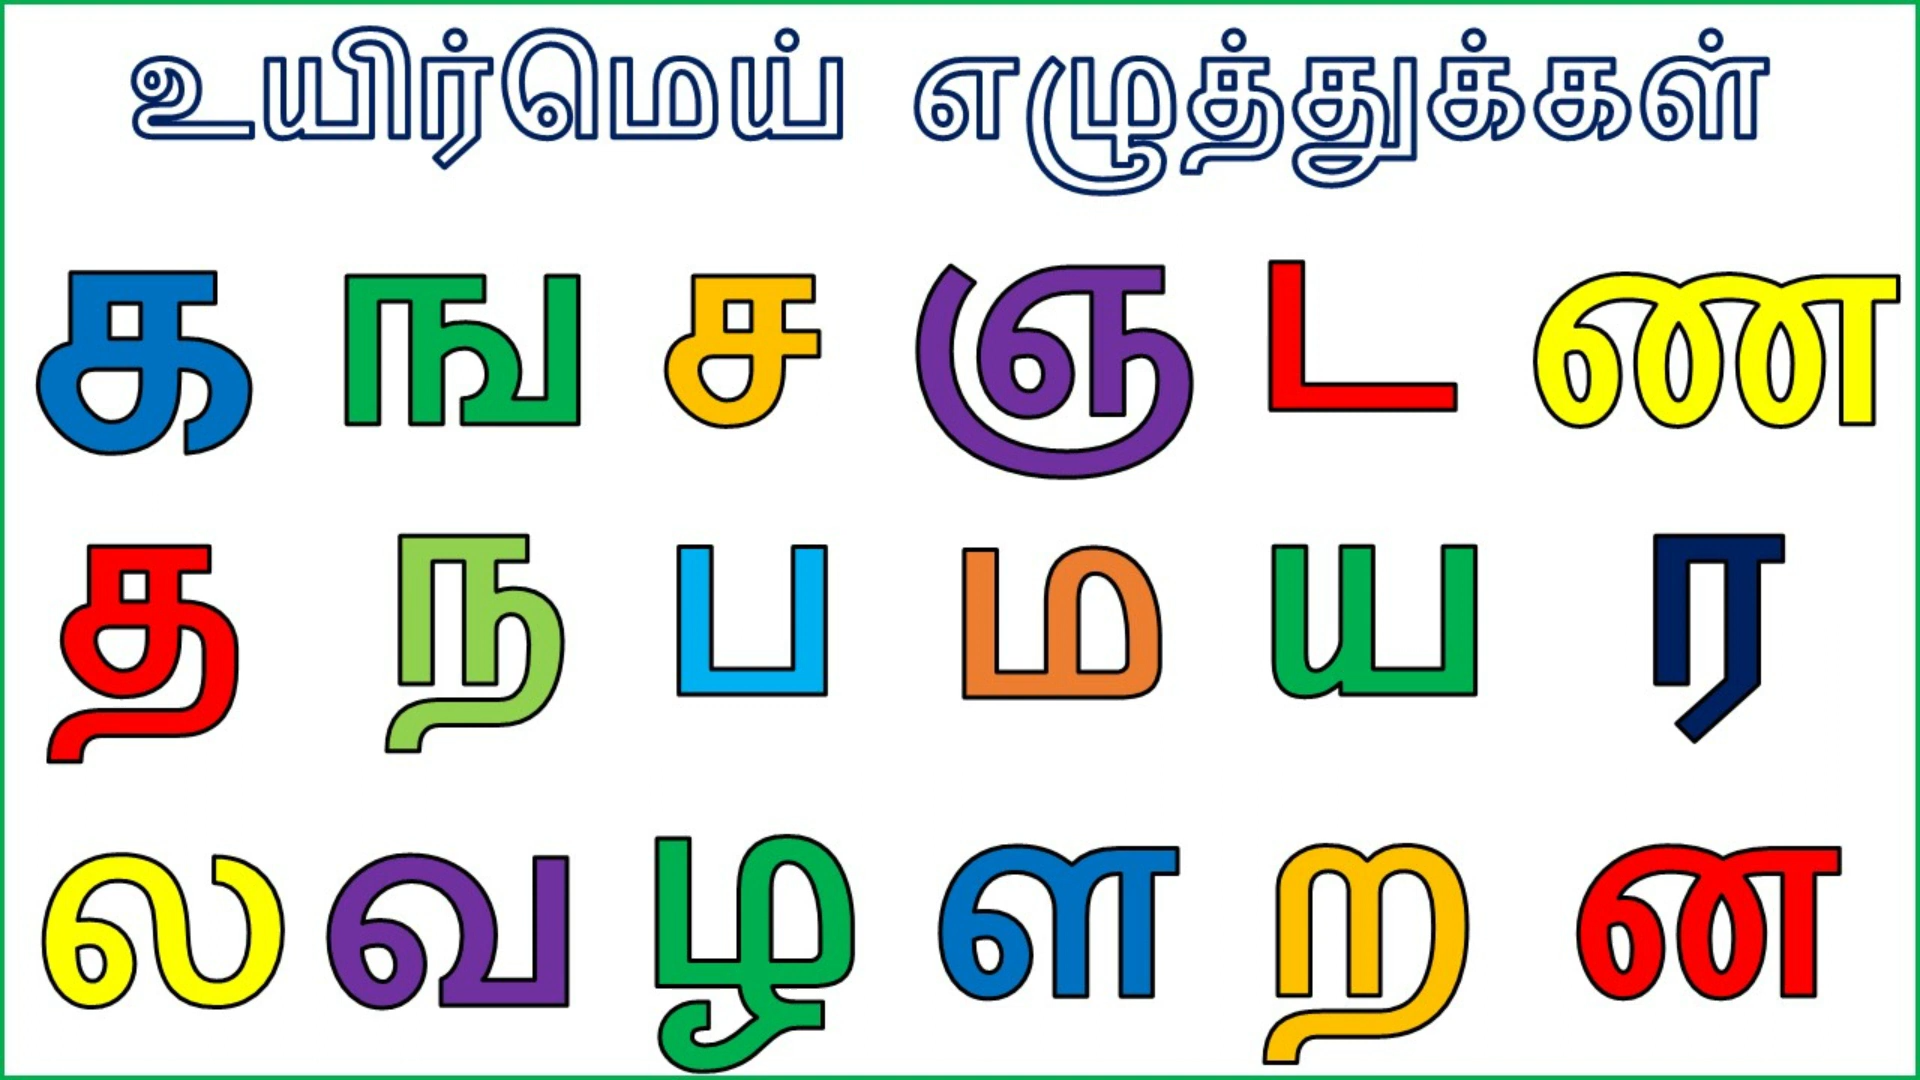 உயிர்மெய் எழுத்துக்கள்
க ங ச ஞ ட ண
த ந ப ம ய ர
ல வ ழ ள ற ன